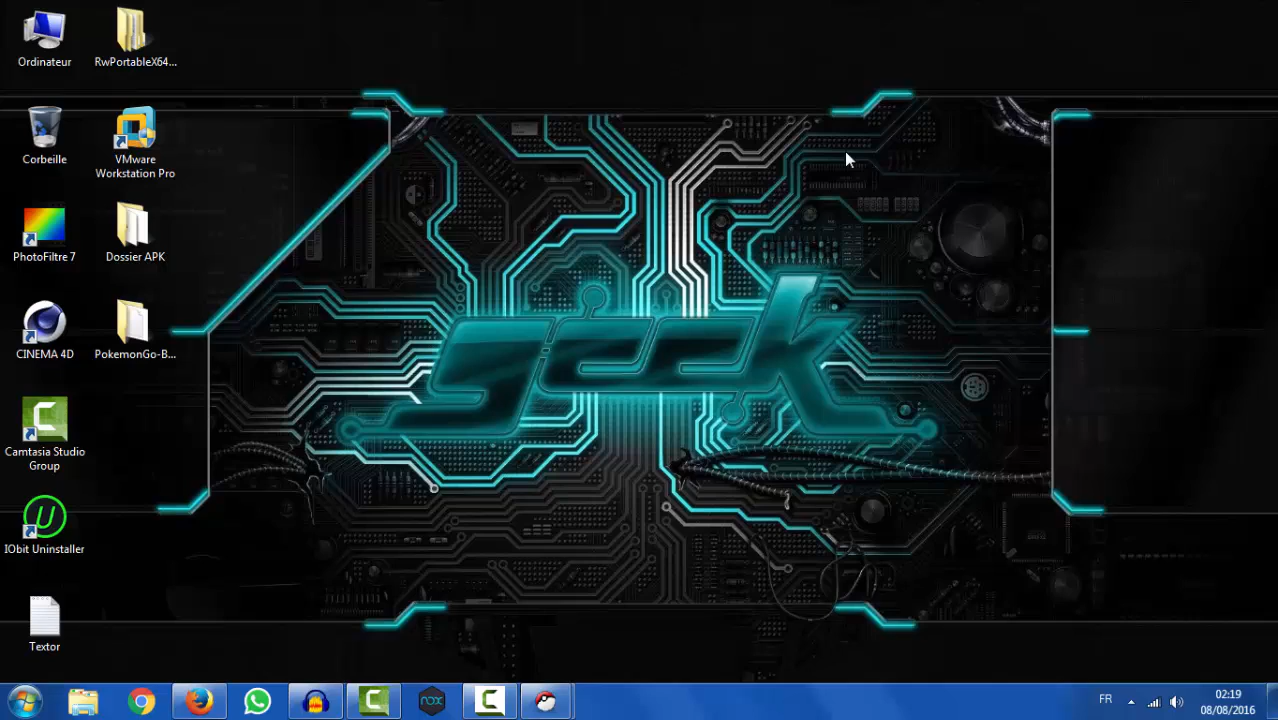 Ordinateur
RwPortableX64...
Corbeille
VMware
Workstation Pro
PhotoFiltre 7
Dossier APK
CINEMA 4D
PokemonGo-B...
Camtasia Studio
Group
IObit Uninstaller
Textor
geek
nox
FR
02:19
08/08/2016